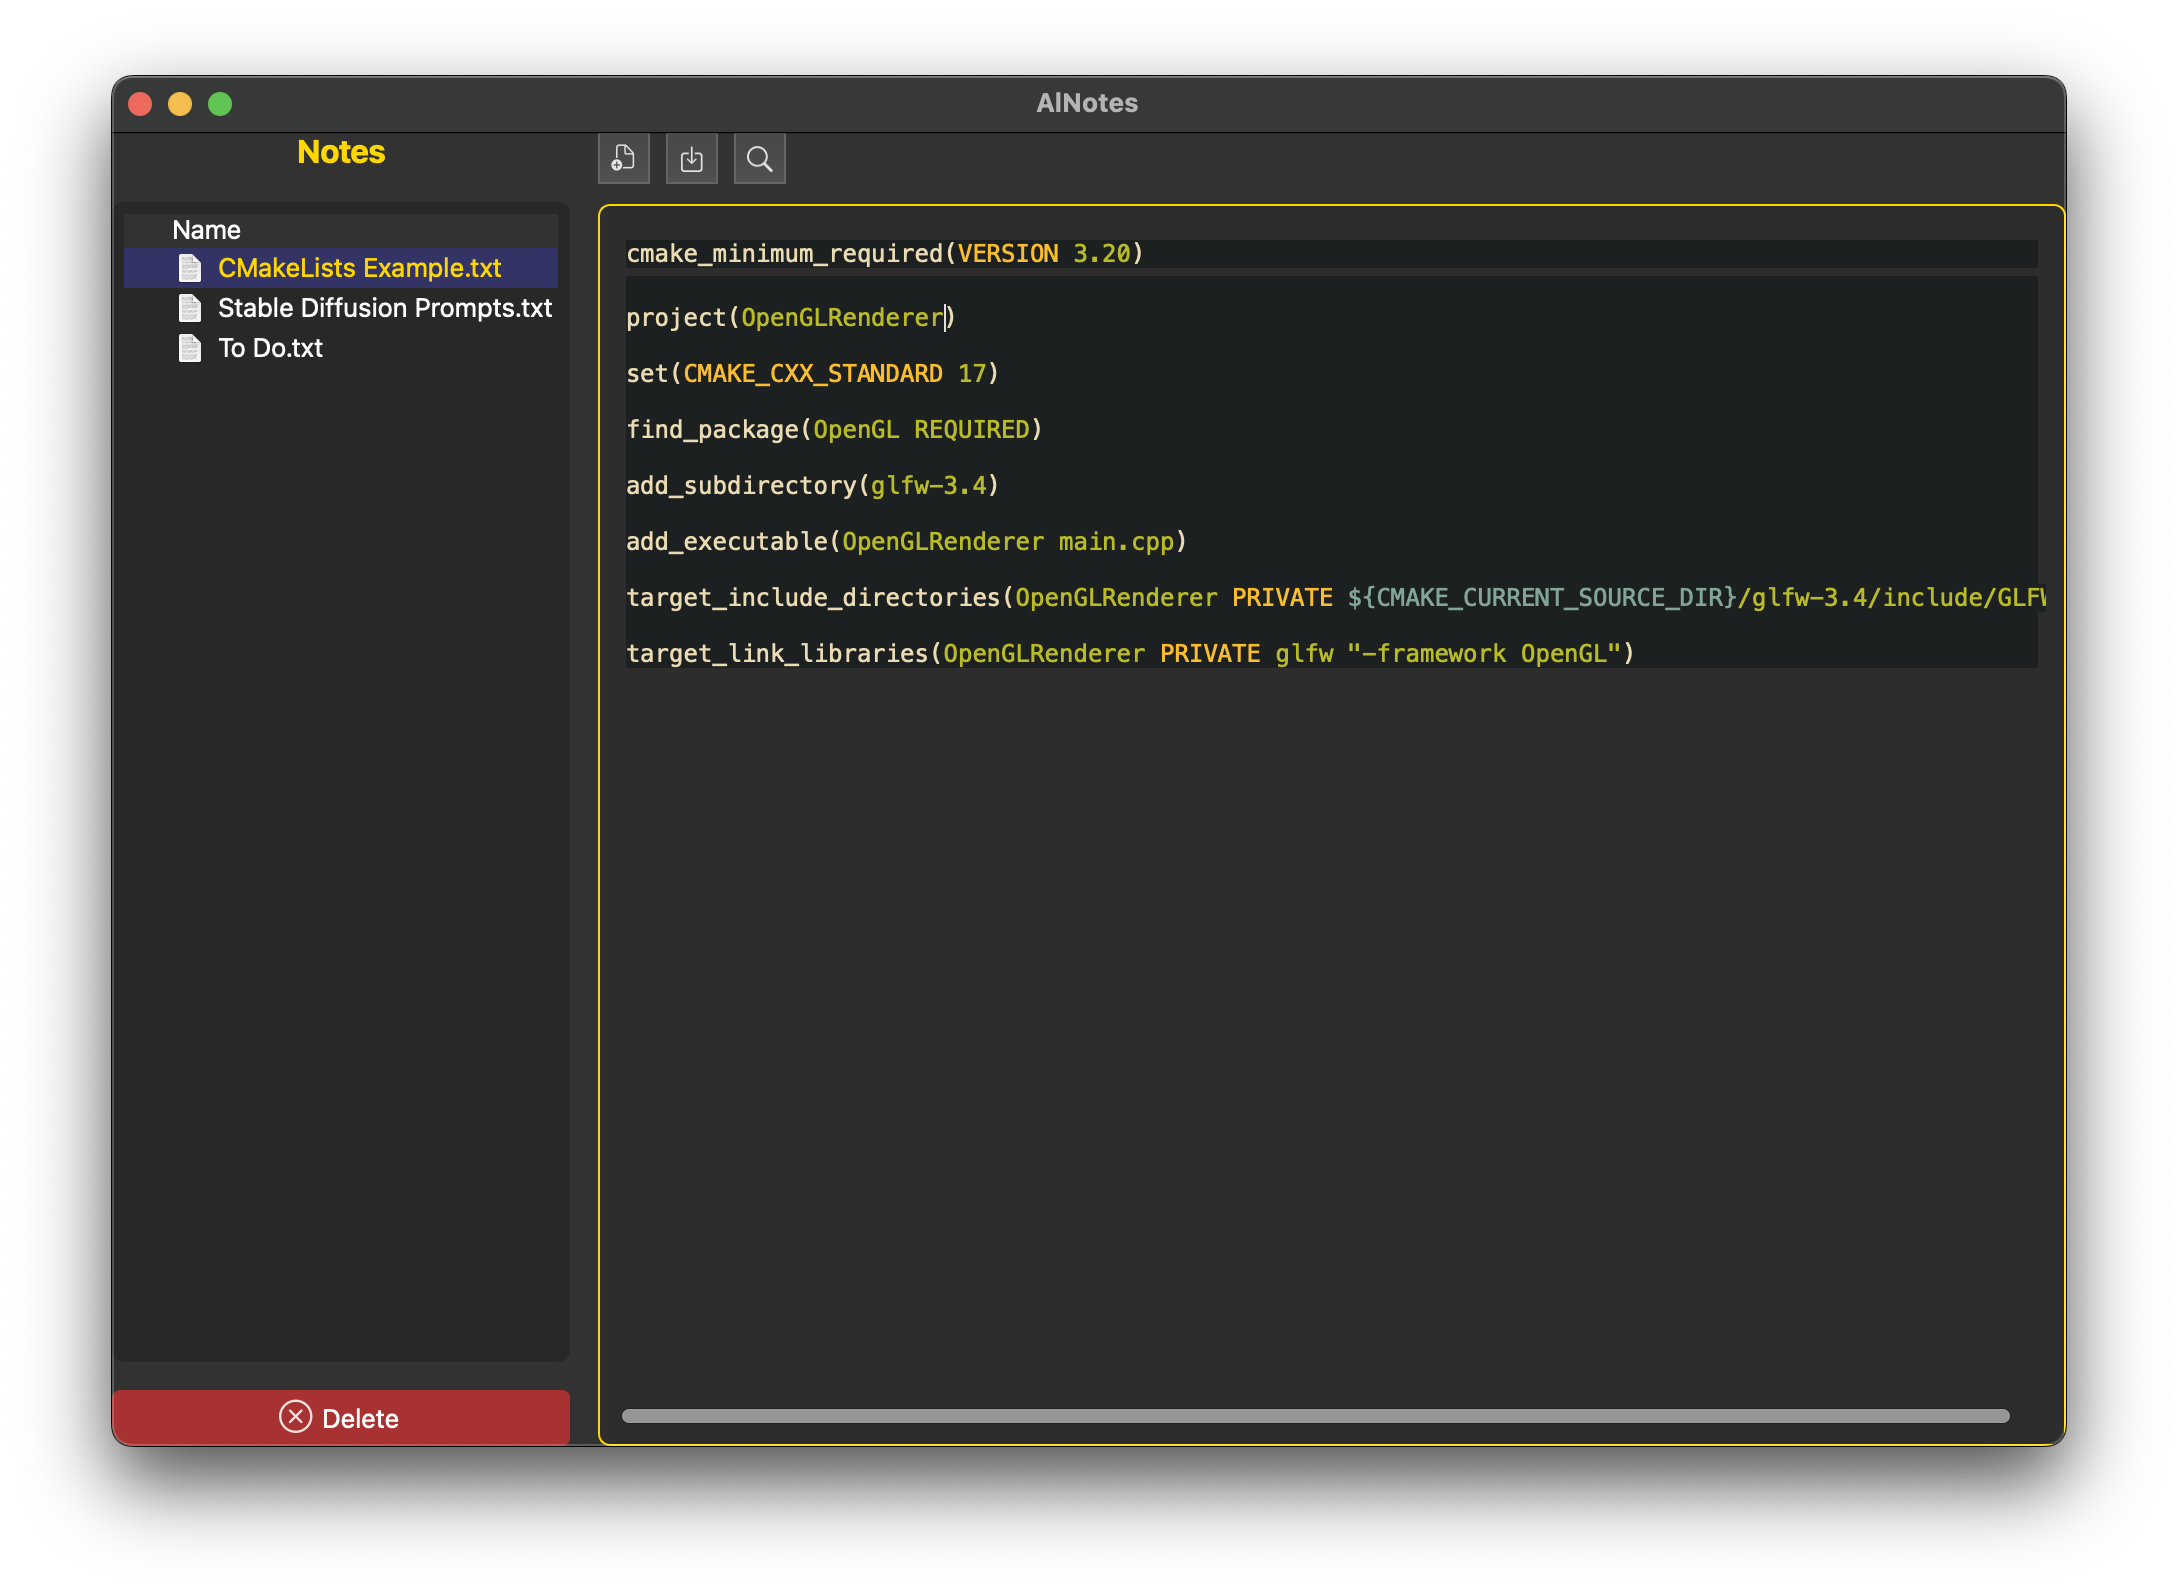 AlNotes
Notes
Name
CMakeLists Example.txt
Stable Diffusion Prompts.txt
To Do.txt
Delete
cmake_minimum_required(VERSION 3.20)
project(OpenGLRenderer)
set(CMAKE_CXX_STANDARD 17)
find_package(OpenGL REQUIRED)
add_subdirectory(glfw-3.4)
add_executable(OpenGLRenderer main.cpp)
target_include_directories(OpenGLRenderer PRIVATE ${CMAKE_CURRENT_SOURCE_DIR}/glfw-3.4/include/GLFW
target_link_libraries(OpenGLRenderer PRIVATE glfw "-framework OpenGL")